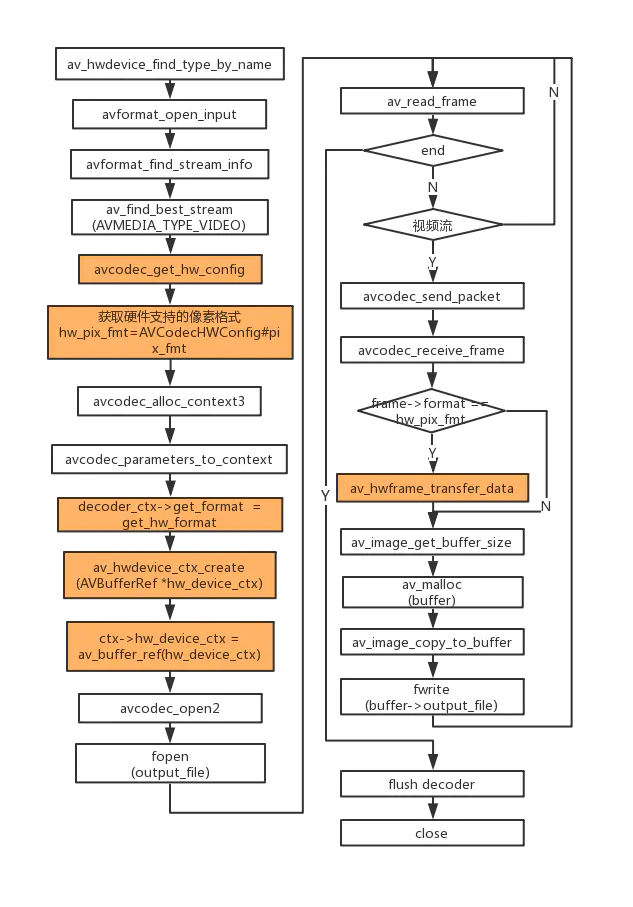 av_hwdevice_find_type_by_name
avformat_open_input
avformat_find_stream_info
av_find_best_stream
(AVMEDIA_TYPE_VIDEO)
avcodec_get_hw_config
获取硬件支持的像素格式
hw_pix_fmt=AVCodecHWConfig#pi
x_fmt
avcodec_alloc_context3
avcodec_parameters_to_context
decoder_ctx->get_format =
get_hw_format
av_hwdevice_ctx_create
(AVBufferRef *hw_device_ctx)
ctx->hw_device_ctx =
av_buffer_ref(hw_device_ctx)
avcodec_open2
fopen
(output_file)
N
av_read_frame
end
N
视频流
Y
avcodec_send_packet
avcodec_receive_frame
frame->format ==
hw_pix_fmt
Y
av_hwframe_transfer_data
Y
N
av_image_get_buffer_size
av_malloc
(buffer)
av_image_copy_to_buffer
fwrite
(buffer->output_file)
flush decoder
close